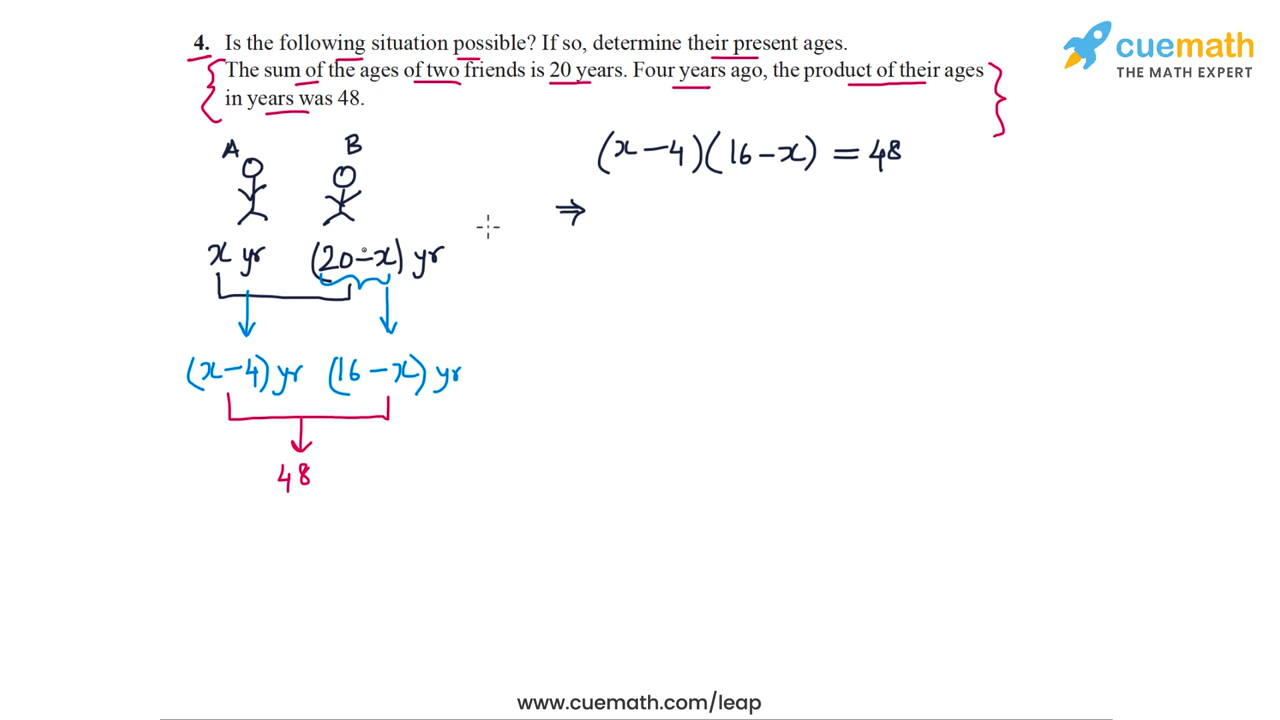 4. Is the following situation possible? If so, determine their present ages.
The sum of the ages of two friends is 20 years. Four years ago, the product of their ages
in years was 48.
cuemath
THE MATH EXPERT
A B
(x – 4)(16 – x) = 48
⇒
x yr (20 – x) yr
(x – 4) yr (16 – x) yr
48
www.cuemath.com/leap